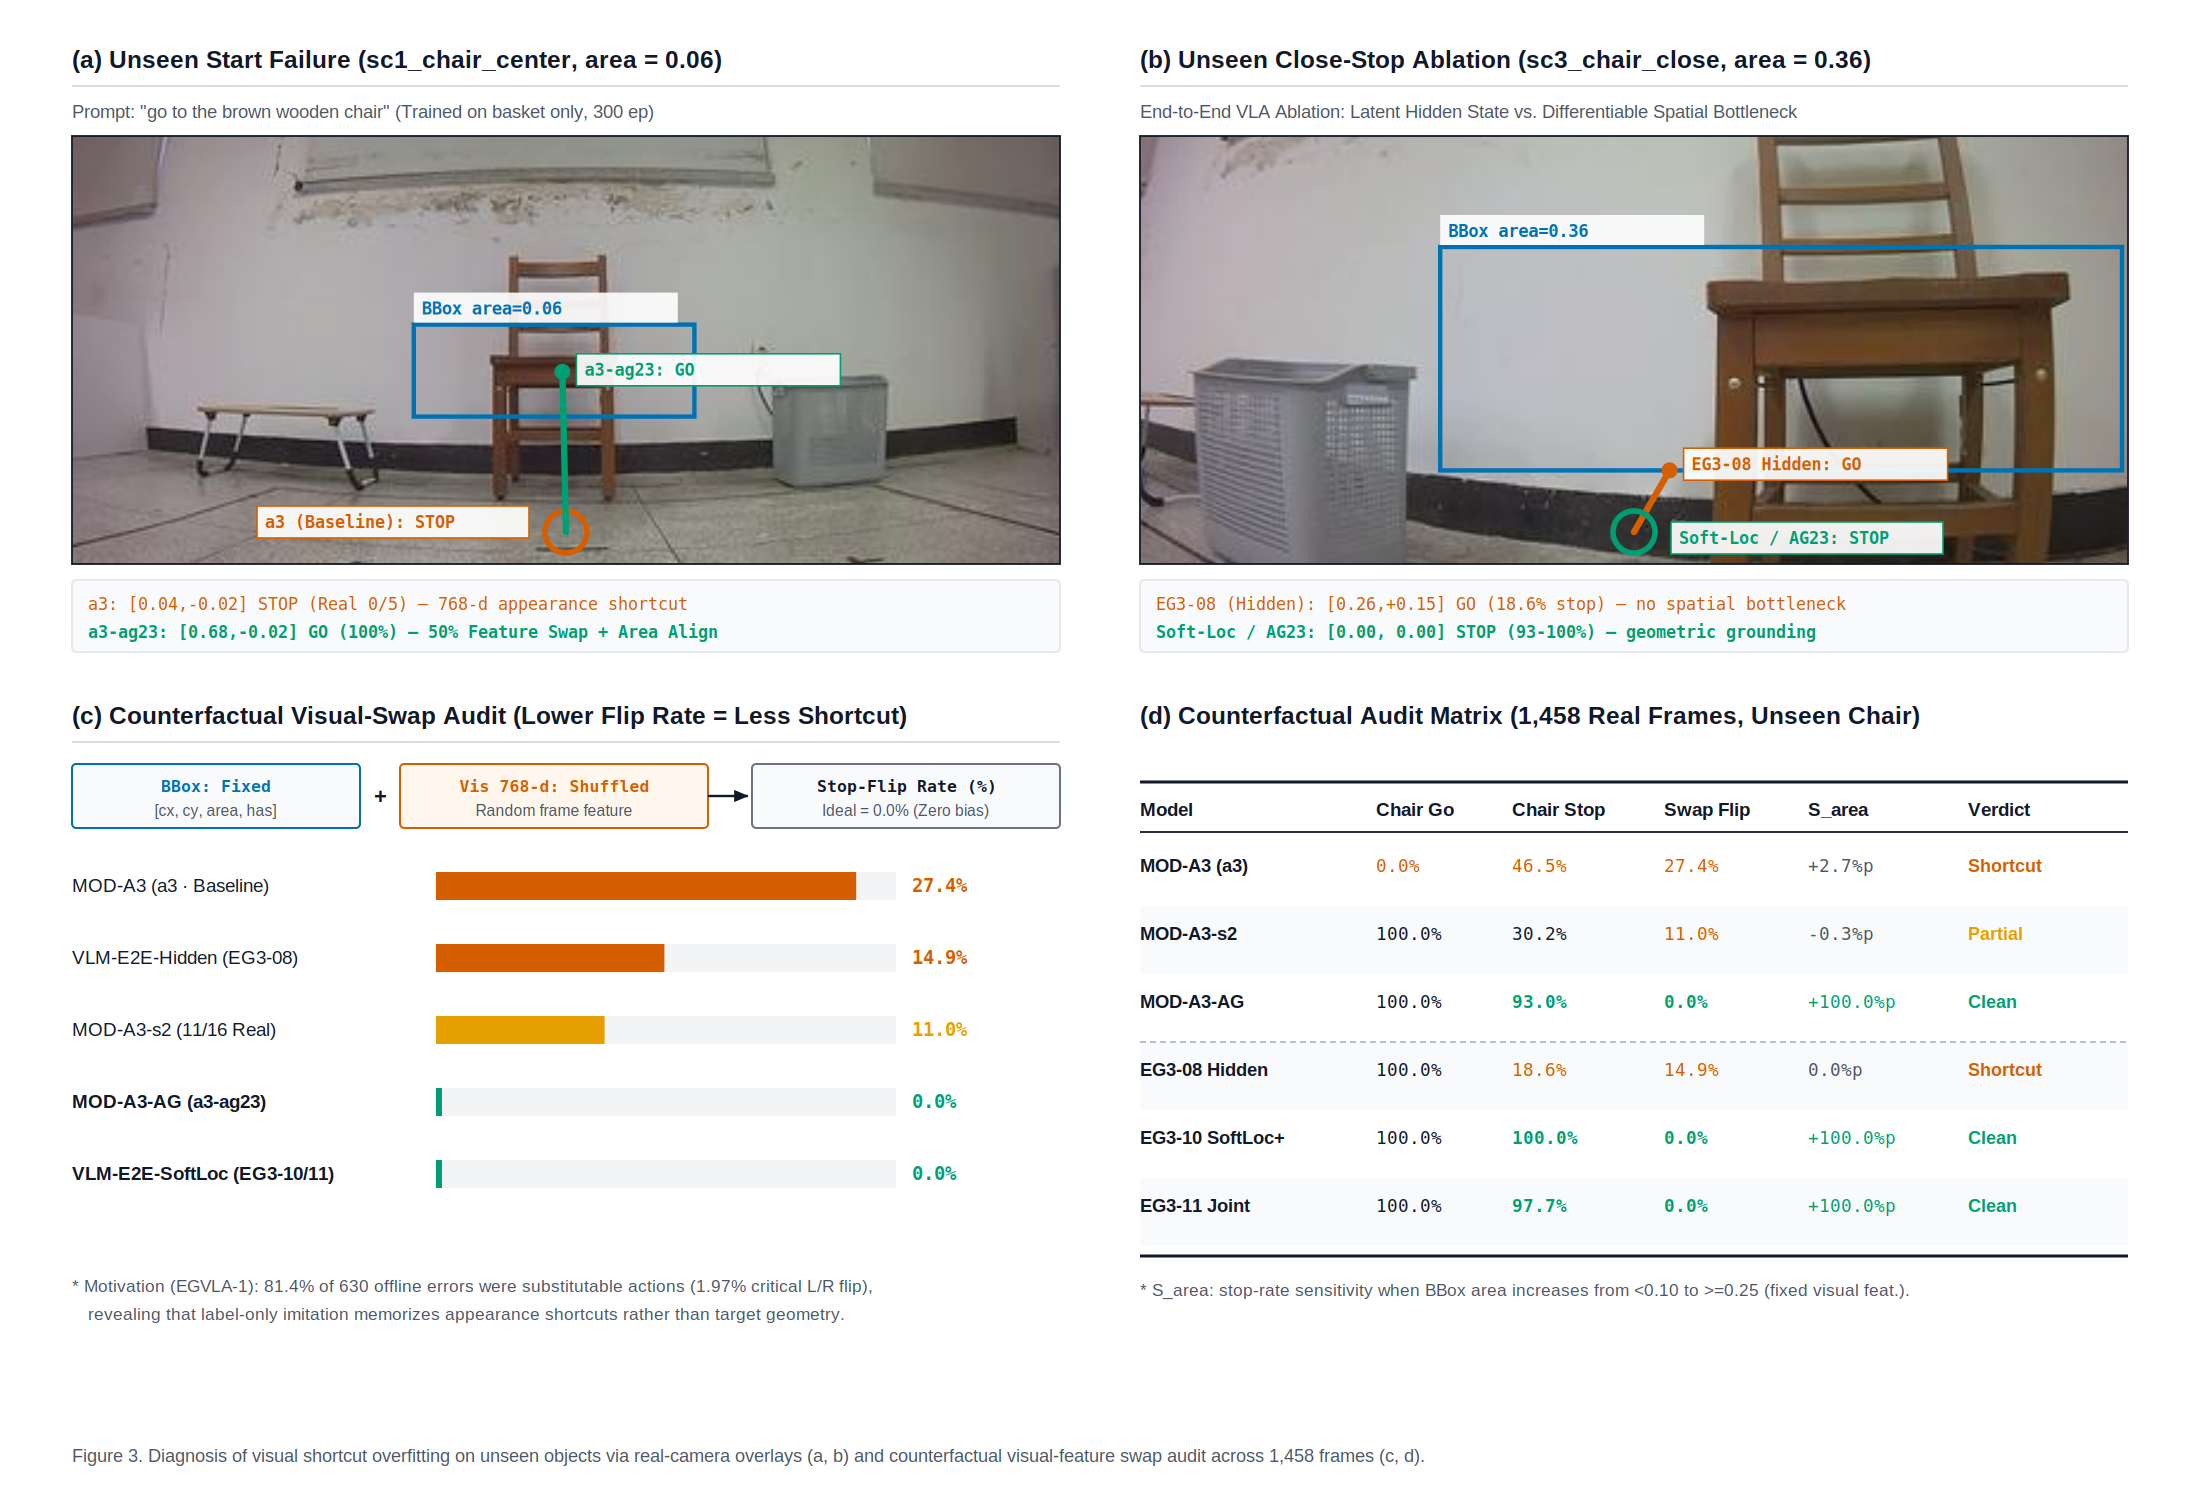 (a) Unseen Start Failure (sc1_chair_center, area = 0.06)
Prompt: "go to the brown wooden chair" (Trained on basket only, 300 ep)
BBox area=0.06
a3-ag23: GO
a3 (Baseline): STOP
a3: [0.04,-0.02] STOP (Real 0/5) — 768-d appearance shortcut
a3-ag23: [0.68,-0.02] GO (100%) — 50% Feature Swap + Area Align
(b) Unseen Close-Stop Ablation (sc3_chair_close, area = 0.36)
End-to-End VLA Ablation: Latent Hidden State vs. Differentiable Spatial Bottleneck
BBox area=0.36
EG3-08 Hidden: GO
Soft-Loc / AG23: STOP
EG3-08 (Hidden): [0.26,+0.15] GO (18.6% stop) — no spatial bottleneck
Soft-Loc / AG23: [0.00, 0.00] STOP (93-100%) — geometric grounding
(c) Counterfactual Visual-Swap Audit (Lower Flip Rate = Less Shortcut)
BBox: Fixed
[cx, cy, area, has]
+
Vis 768-d: Shuffled
Random frame feature
Stop-Flip Rate (%)
Ideal = 0.0% (Zero bias)
MOD-A3 (a3 · Baseline) 27.4%
VLM-E2E-Hidden (EG3-08) 14.9%
MOD-A3-s2 (11/16 Real) 11.0%
MOD-A3-AG (a3-ag23) 0.0%
VLM-E2E-SoftLoc (EG3-10/11) 0.0%
* Motivation (EGVLA-1): 81.4% of 630 offline errors were substitutable actions (1.97% critical L/R flip),
revealing that label-only imitation memorizes appearance shortcuts rather than target geometry.
(d) Counterfactual Audit Matrix (1,458 Real Frames, Unseen Chair)
Model Chair Go Chair Stop Swap Flip S_area Verdict
MOD-A3 (a3) 0.0% 46.5% 27.4% +2.7%p Shortcut
MOD-A3-s2 100.0% 30.2% 11.0% -0.3%p Partial
MOD-A3-AG 100.0% 93.0% 0.0% +100.0%p Clean
EG3-08 Hidden 100.0% 18.6% 14.9% 0.0%p Shortcut
EG3-10 SoftLoc+ 100.0% 100.0% 0.0% +100.0%p Clean
EG3-11 Joint 100.0% 97.7% 0.0% +100.0%p Clean
* S_area: stop-rate sensitivity when BBox area increases from <0.10 to >=0.25 (fixed visual feat.).
Figure 3. Diagnosis of visual shortcut overfitting on unseen objects via real-camera overlays (a, b) and counterfactual visual-feature swap audit across 1,458 frames (c, d).